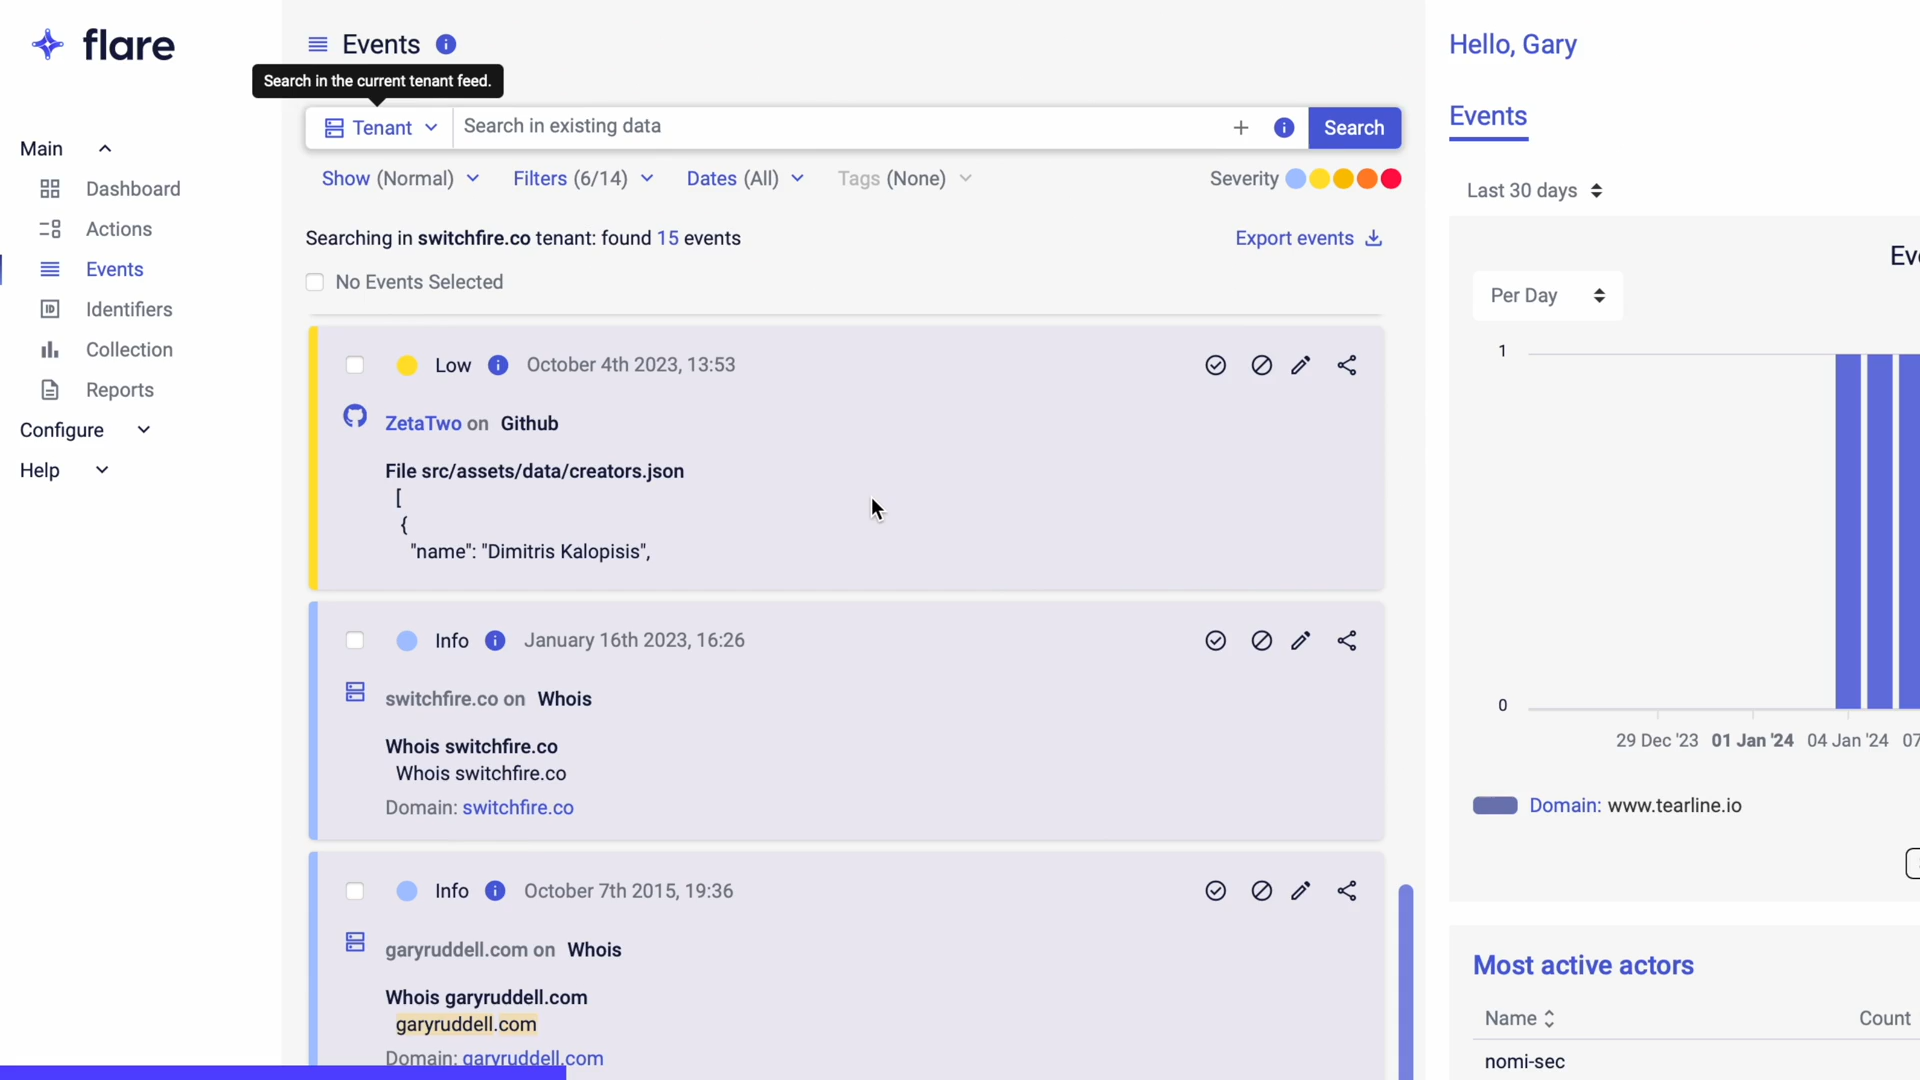 flare
Main
Dashboard
Actions
Events
Identifiers
Collection
Reports
Configure
Help
Events
Search in the current tenant feed.
Tenant
Search in existing data
Search
Show (Normal)
Filters (6/14)
Dates (All)
Tags (None)
Severity
Searching in switchfire.co tenant: found 15 events
Export events
No Events Selected
Low October 4th 2023, 13:53
ZetaTwo on Github
File src/assets/data/creators.json
[
{
"name": "Dimitris Kalopisis",
Info January 16th 2023, 16:26
switchfire.co on Whois
Whois switchfire.co
Whois switchfire.co
Domain: switchfire.co
Info October 7th 2015, 19:36
garyruddell.com on Whois
Whois garyruddell.com
garyruddell.com
Domain: garyruddell.com
Hello, Gary
Events
Last 30 days
Per Day
1
0
29 Dec '23 01 Jan '24 04 Jan '24 07
Domain: www.tearline.io
Most active actors
Name Count
nomi-sec